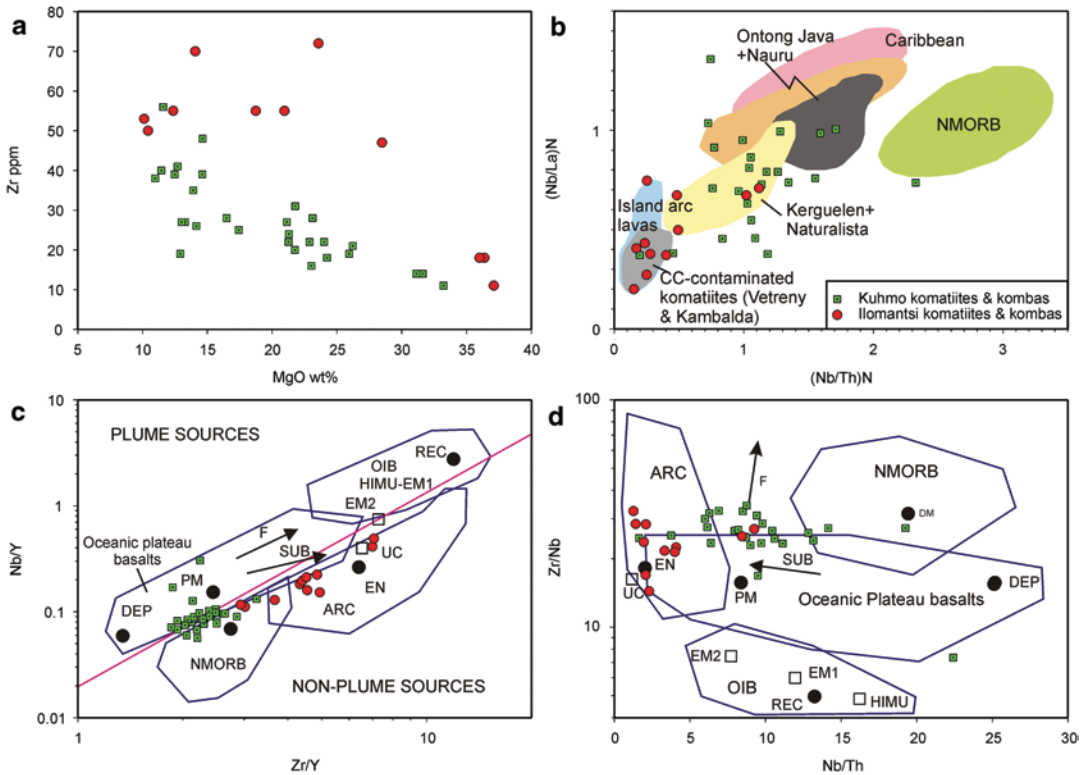 a
80
70
60
50
40
30
20
10
0
Zr ppm
5
10
15
20
25
30
35
40
MgO wt%
b
Ontong Java
+Nauru
Caribbean
NMORB
Island arc
lavas
Kerguelen+
Naturalista
CC-contaminated
komatiites (Vetreny
& Kambalda)
Kuhmo komatiites & kombas
Ilomantsi komatiites & kombas
1
0
(Nb/La)N
0
1
2
3
(Nb/Th)N
c
10
1
0.1
0.01
Nb/Y
PLUME SOURCES
REC
OIB
HIMU-EM1
EM2
F
SUB
UC
Oceanic plateau
basalts
PM
EN
ARC
DEP
NMORB
NON-PLUME SOURCES
1
10
Zr/Y
d
100
10
Zr/Nb
ARC
F
NMORB
DM
EN
SUB
UC
PM
DEP
Oceanic Plateau basalts
EM2
EM1
OIB
REC
HIMU
0
5
10
15
20
25
30
Nb/Th